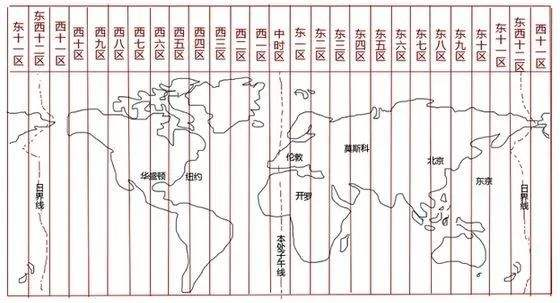 东十一区
东西十二区
西十一区
西十区
西九区
西八区
西七区
西六区
西五区
西四区
西三区
西二区
西一区
中时区
东一区
东二区
东三区
东四区
东五区
东六区
东七区
东八区
东九区
东十区
东十一区
东西十二区
西十一区
华盛顿
纽约
伦敦
开罗
莫斯科
北京
东京
日界线
本处子午线
日界线